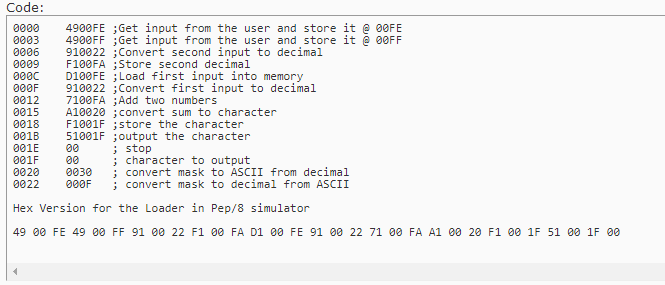 Code:
0000 4900FE ;Get input from the user and store it @ 00FE
0003 4900FF ;Get input from the user and store it @ 00FF
0006 910022 ;Convert second input to decimal
0009 F100FA ;Store second decimal
000C D100FE ;Load first input into memory
000F 910022 ;Convert first input to decimal
0012 7100FA ;Add two numbers
0015 A10020 ;convert sum to character
0018 F1001F ;store the character
001B 51001F ;output the character
001E 00 ; stop
001F 00 ; character to output
0020 0030 ; convert mask to ASCII from decimal
0022 000F ; convert mask to decimal from ASCII
Hex Version for the Loader in Pep/8 simulator
49 00 FE 49 00 FF 91 00 22 F1 00 FA D1 00 FE 91 00 22 71 00 FA A1 00 20 F1 00 1F 51 00 1F 00